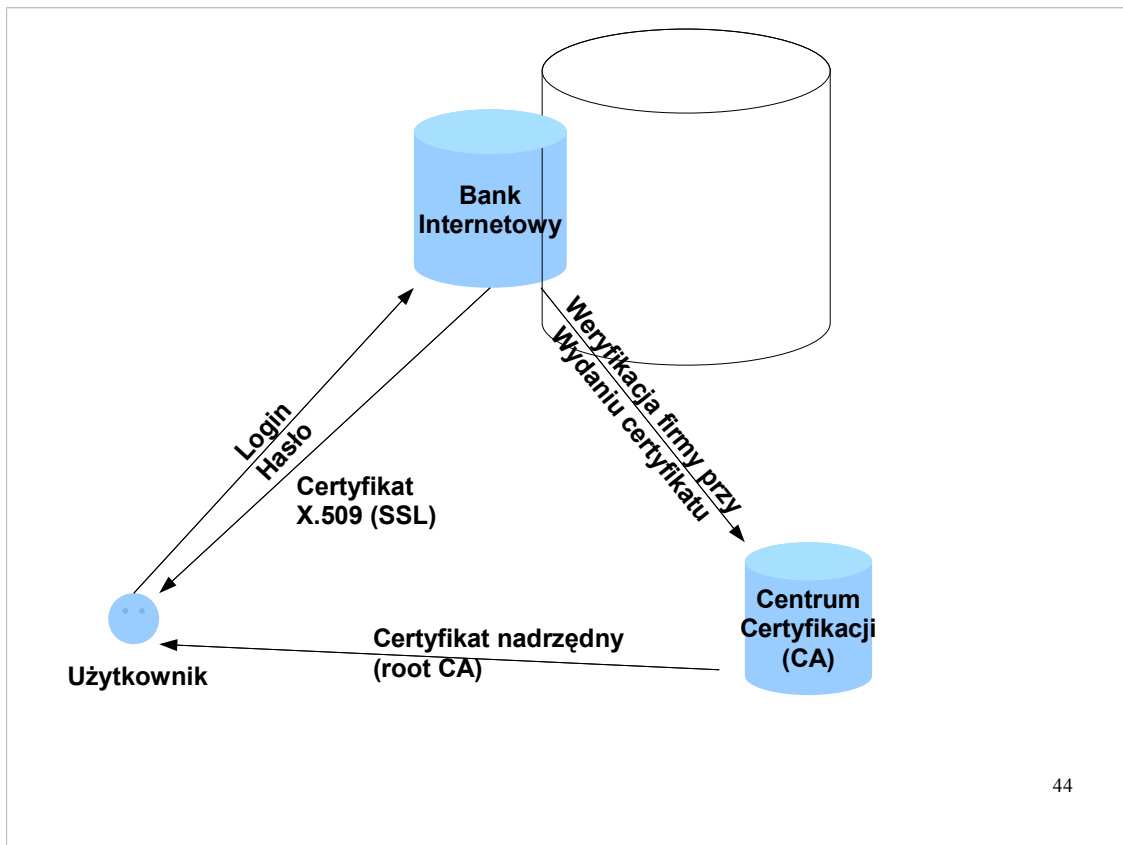 Bank
Internetowy
Weryfikacja firmy przy
Wydaniu certyfikatu
Login
Hasło
Certyfikat
X.509 (SSL)
Centrum
Certyfikacji
(CA)
Certyfikat nadrzędny
(root CA)
Użytkownik
44